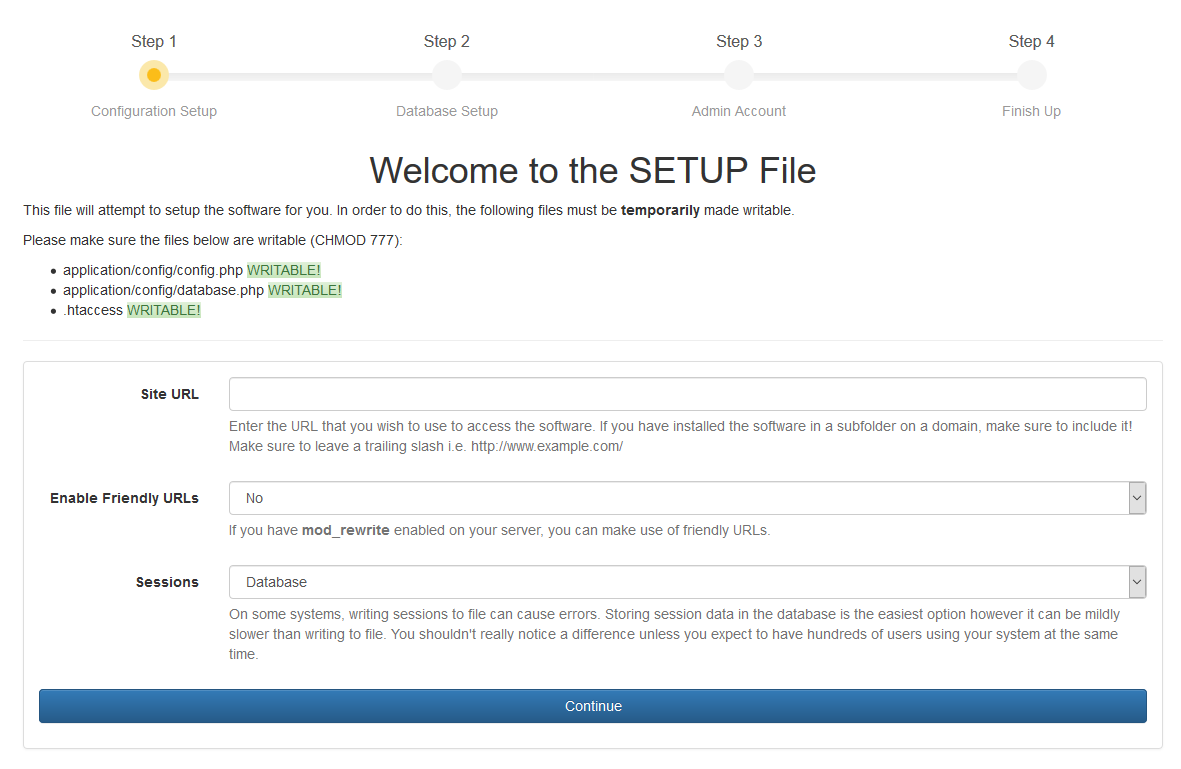 Step 1 Step 2 Step 3 Step 4
Configuration Setup Database Setup Admin Account Finish Up
Welcome to the SETUP File
This file will attempt to setup the software for you. In order to do this, the following files must be temporarily made writable.
Please make sure the files below are writable (CHMOD 777):
• application/config/config.php WRITABLE!
• application/config/database.php WRITABLE!
• .htaccess WRITABLE!
Site URL
Enter the URL that you wish to use to access the software. If you have installed the software in a subfolder on a domain, make sure to include it!
Make sure to leave a trailing slash i.e. http://www.example.com/
Enable Friendly URLs No
If you have mod_rewrite enabled on your server, you can make use of friendly URLs.
Sessions Database
On some systems, writing sessions to file can cause errors. Storing session data in the database is the easiest option however it can be mildly
slower than writing to file. You shouldn't really notice a difference unless you expect to have hundreds of users using your system at the same
time.
Continue